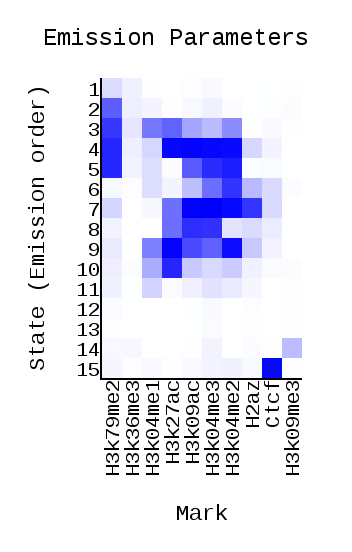 Emission Parameters
State (Emission order)
1
2
3
4
5
6
7
8
9
10
11
12
13
14
15
H3k79me2
H3k36me3
H3k04me1
H3k27ac
H3k09ac
H3k04me3
H3k04me2
H2az
Ctcf
H3k09me3
Mark